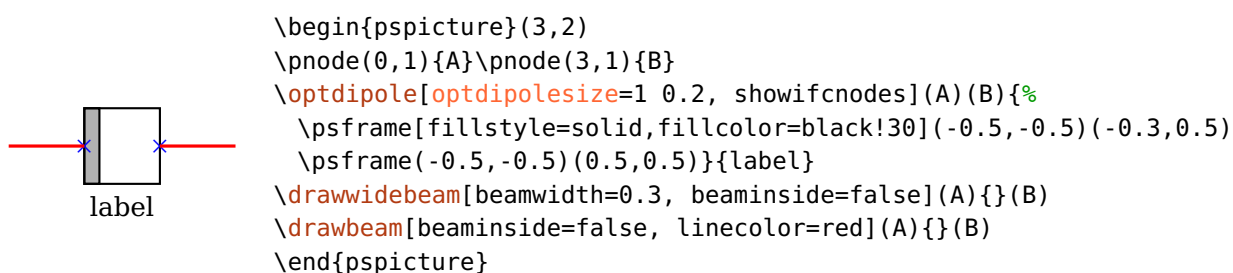 \begin{pspicture}(3,2)
\pnode(0,1){A}\pnode(3,1){B}
\optdipole[optdipolesize=1 0.2, showifcnodes](A)(B){%
\psframe[fillstyle=solid,fillcolor=black!30](-0.5,-0.5)(-0.3,0.5)
\psframe(-0.5,-0.5)(0.5,0.5)}{label}
\drawwidebeam[beamwidth=0.3, beaminside=false](A){}(B)
\drawbeam[beaminside=false, linecolor=red](A){}(B)
\end{pspicture}
label